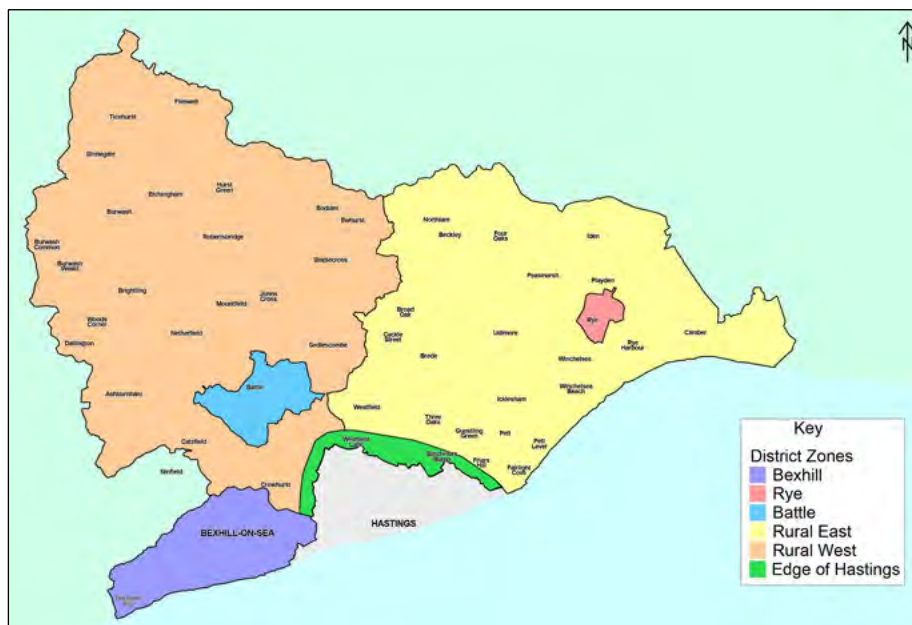 N
Flimwell
Ticehurst
Stonegate
Etchingham
Hurst
Green
Burwash
Bodiam
Ewhurst
Northiam
Beckley
Four
Oaks
Iden
Robertsbridge
Burwash
Common
Burwash
Weald
Staplecross
Peasmarsh
Playden
Brightling
Mountfield
Johns
Cross
Broad
Oak
Rye
Woods
Corner
Dallington
Netherfield
Cackle
Street
Udimore
Rye
Harbour
Camber
Sedlescombe
Brede
Winchelsea
Battle
Ashburnham
Winchelsea
Beach
Icklesham
Westfield
Three
Oaks
Guestling
Green
Pett
Pett
Level
Catsfield
Westfield
Lane
Ninfield
Friars
Hill
Fairlight
Cove
Crowhurst
HASTINGS
BEXHILL-ON-SEA
Key
District Zones
Bexhill
Rye
Battle
Rural East
Rural West
Edge of Hastings